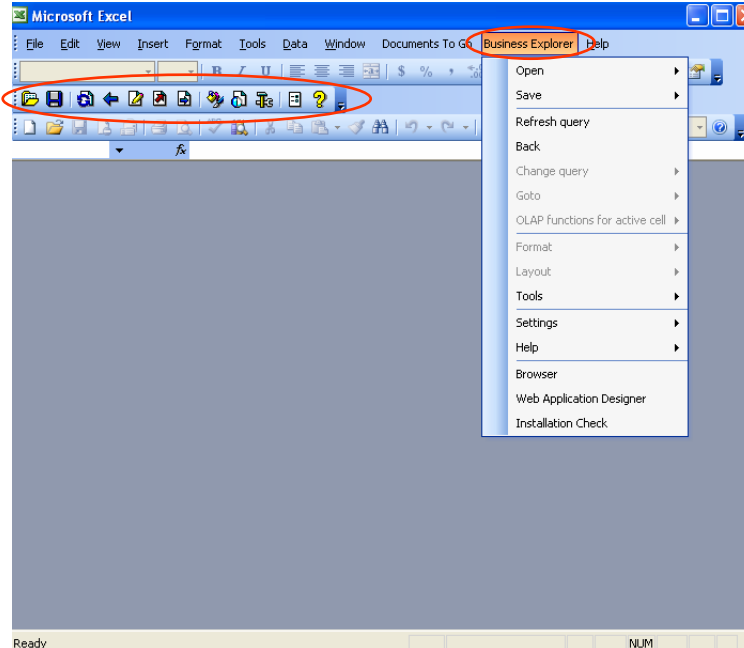 Microsoft Excel
File Edit View Insert Format Tools Data Window Documents To Go Business Explorer Help
B I U $ % ,
fx
Open
Save
Refresh query
Back
Change query
Goto
OLAP functions for active cell
Format
Layout
Tools
Settings
Help
Browser
Web Application Designer
Installation Check
Ready NUM